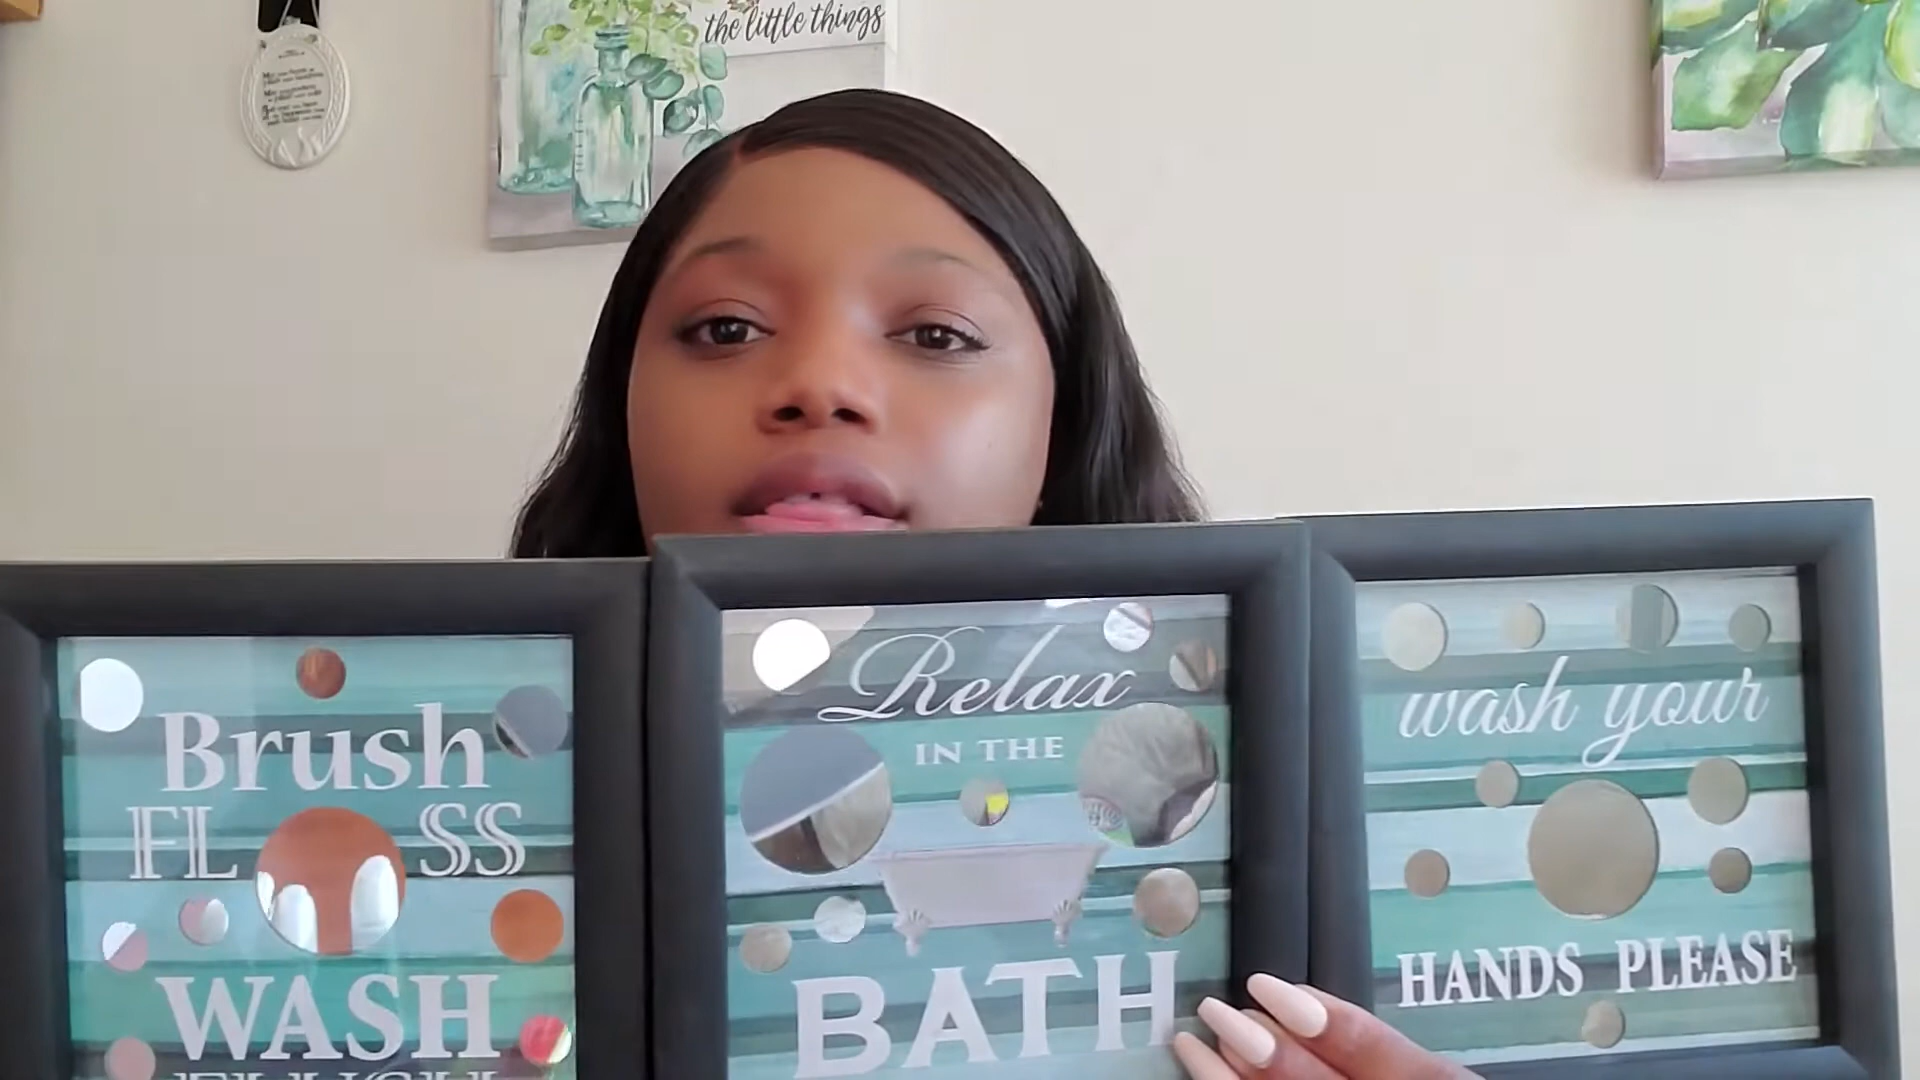 the little things
Brush
FL SS
WASH
Relax
IN THE
BATH
wash your
HANDS PLEASE